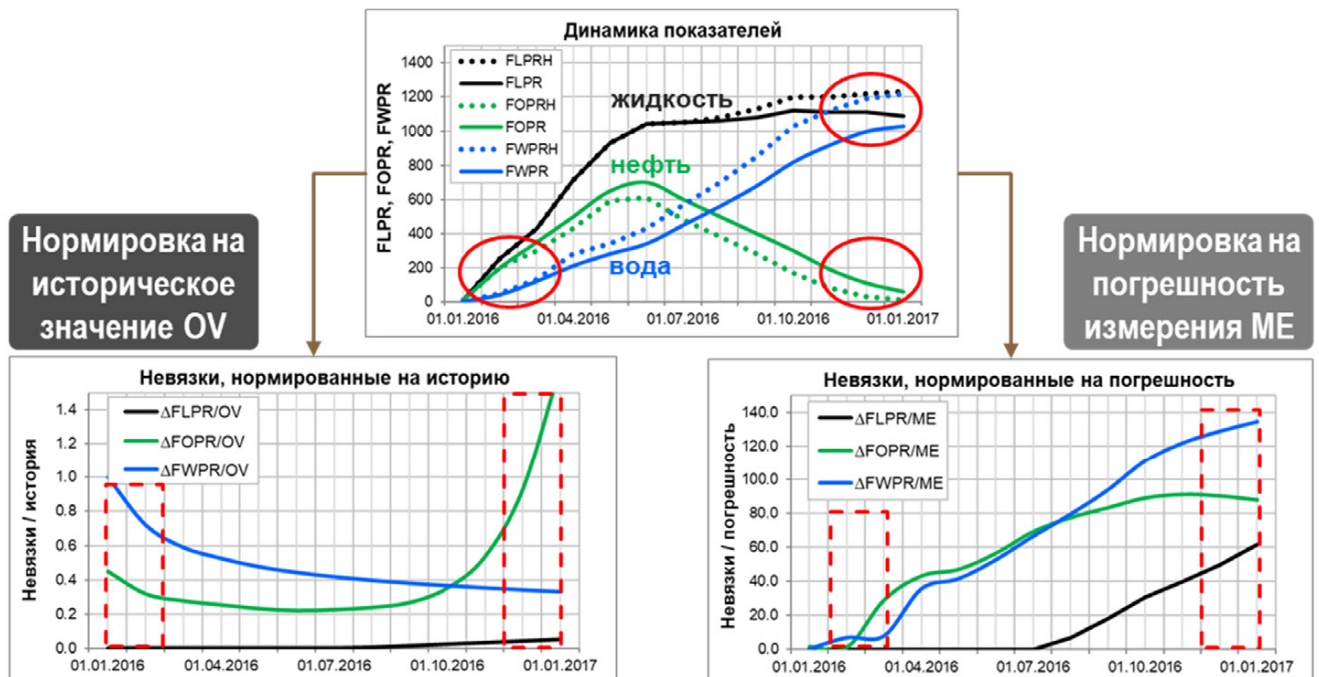 Динамика показателей
FLPR, FOPR, FWPR
1400
1200
1000
800
600
400
200
0
FLPRH
FLPR
FOPRH
FOPR
FWPRH
FWPR
жидкость
нефть
вода
01.01.2016
01.04.2016
01.07.2016
01.10.2016
01.01.2017
Нормировка на
историческое
значение OV
Нормировка на
погрешность
измерения ME
Невязки, нормированные на историю
Невязки / история
1.4
1.2
1.0
0.8
0.6
0.4
0.2
0.0
ΔFLPR/OV
ΔFOPR/OV
ΔFWPR/OV
01.01.2016
01.04.2016
01.07.2016
01.10.2016
01.01.2017
Невязки, нормированные на погрешность
Невязки / погрешность
140.0
120.0
100.0
80.0
60.0
40.0
20.0
0.0
ΔFLPR/ME
ΔFOPR/ME
ΔFWPR/ME
01.01.2016
01.04.2016
01.07.2016
01.10.2016
01.01.2017